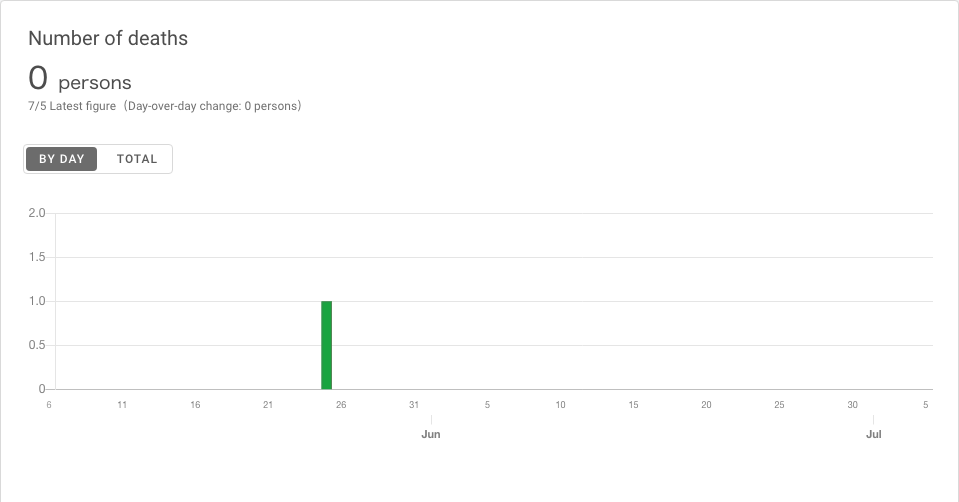 Number of deaths
0 persons
7/5 Latest figure（Day-over-day change: 0 persons）
BY DAY TOTAL
2.0
1.5
1.0
0.5
0
6 11 16 21 26 31 5 10 15 20 25 30 5
Jun Jul